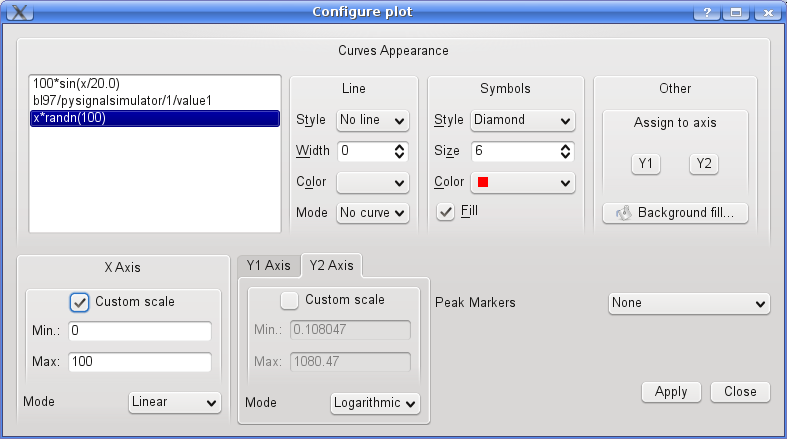 Configure plot
Curves Appearance
100*sin(x/20.0)
bl97/pysignalsimulator/1/value1
x*randn(100)
Line
Style No line
Width 0
Color
Mode No curve
Symbols
Style Diamond
Size 6
Color
Fill
Other
Assign to axis
Y1 Y2
Background fill...
X Axis
Custom scale
Min.: 0
Max: 100
Mode Linear
Y1 Axis Y2 Axis
Custom scale
Min.: 0.108047
Max: 1080.47
Mode Logarithmic
Peak Markers None
Apply Close